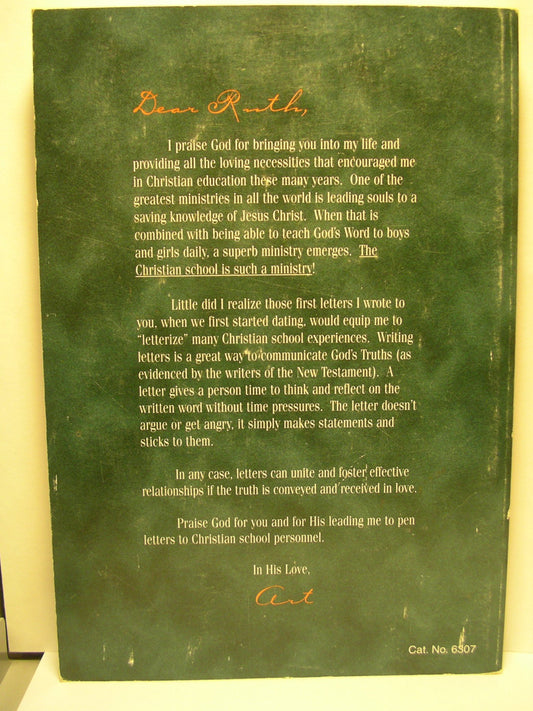 Dear Ruth,
I praise God for bringing you into my life and
providing all the loving necessities that encouraged me
in Christian education these many years. One of the
greatest ministries in all the world is leading souls to a
saving knowledge of Jesus Christ. When that is
combined with being able to teach God's Word to boys
and girls daily, a superb ministry emerges. The
Christian school is such a ministry!
Little did I realize those first letters I wrote to
you, when we first started dating, would equip me to
"letterize" many Christian school experiences. Writing
letters is a great way to communicate God's Truths (as
evidenced by the writers of the New Testament). A
letter gives a person time to think and reflect on the
written word without time pressures. The letter doesn't
argue or get angry, it simply makes statements and
sticks to them.
In any case, letters can unite and foster effective
relationships if the truth is conveyed and received in love.
Praise God for you and for His leading me to pen
letters to Christian school personnel.
In His Love,
Art
Cat. No. 6307